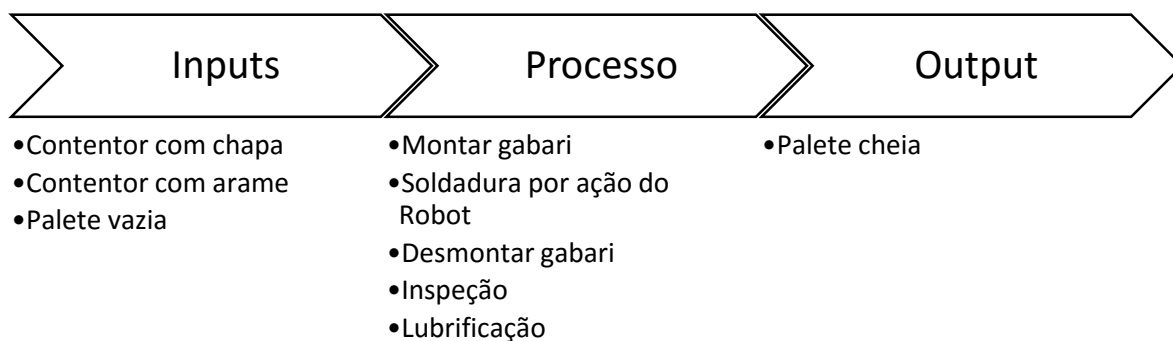 Inputs
Processo
Output
•Contentor com chapa
•Contentor com arame
•Palete vazia
•Montar gabari
•Soldadura por ação do
Robot
•Desmontar gabari
•Inspeção
•Lubrificação
•Palete cheia